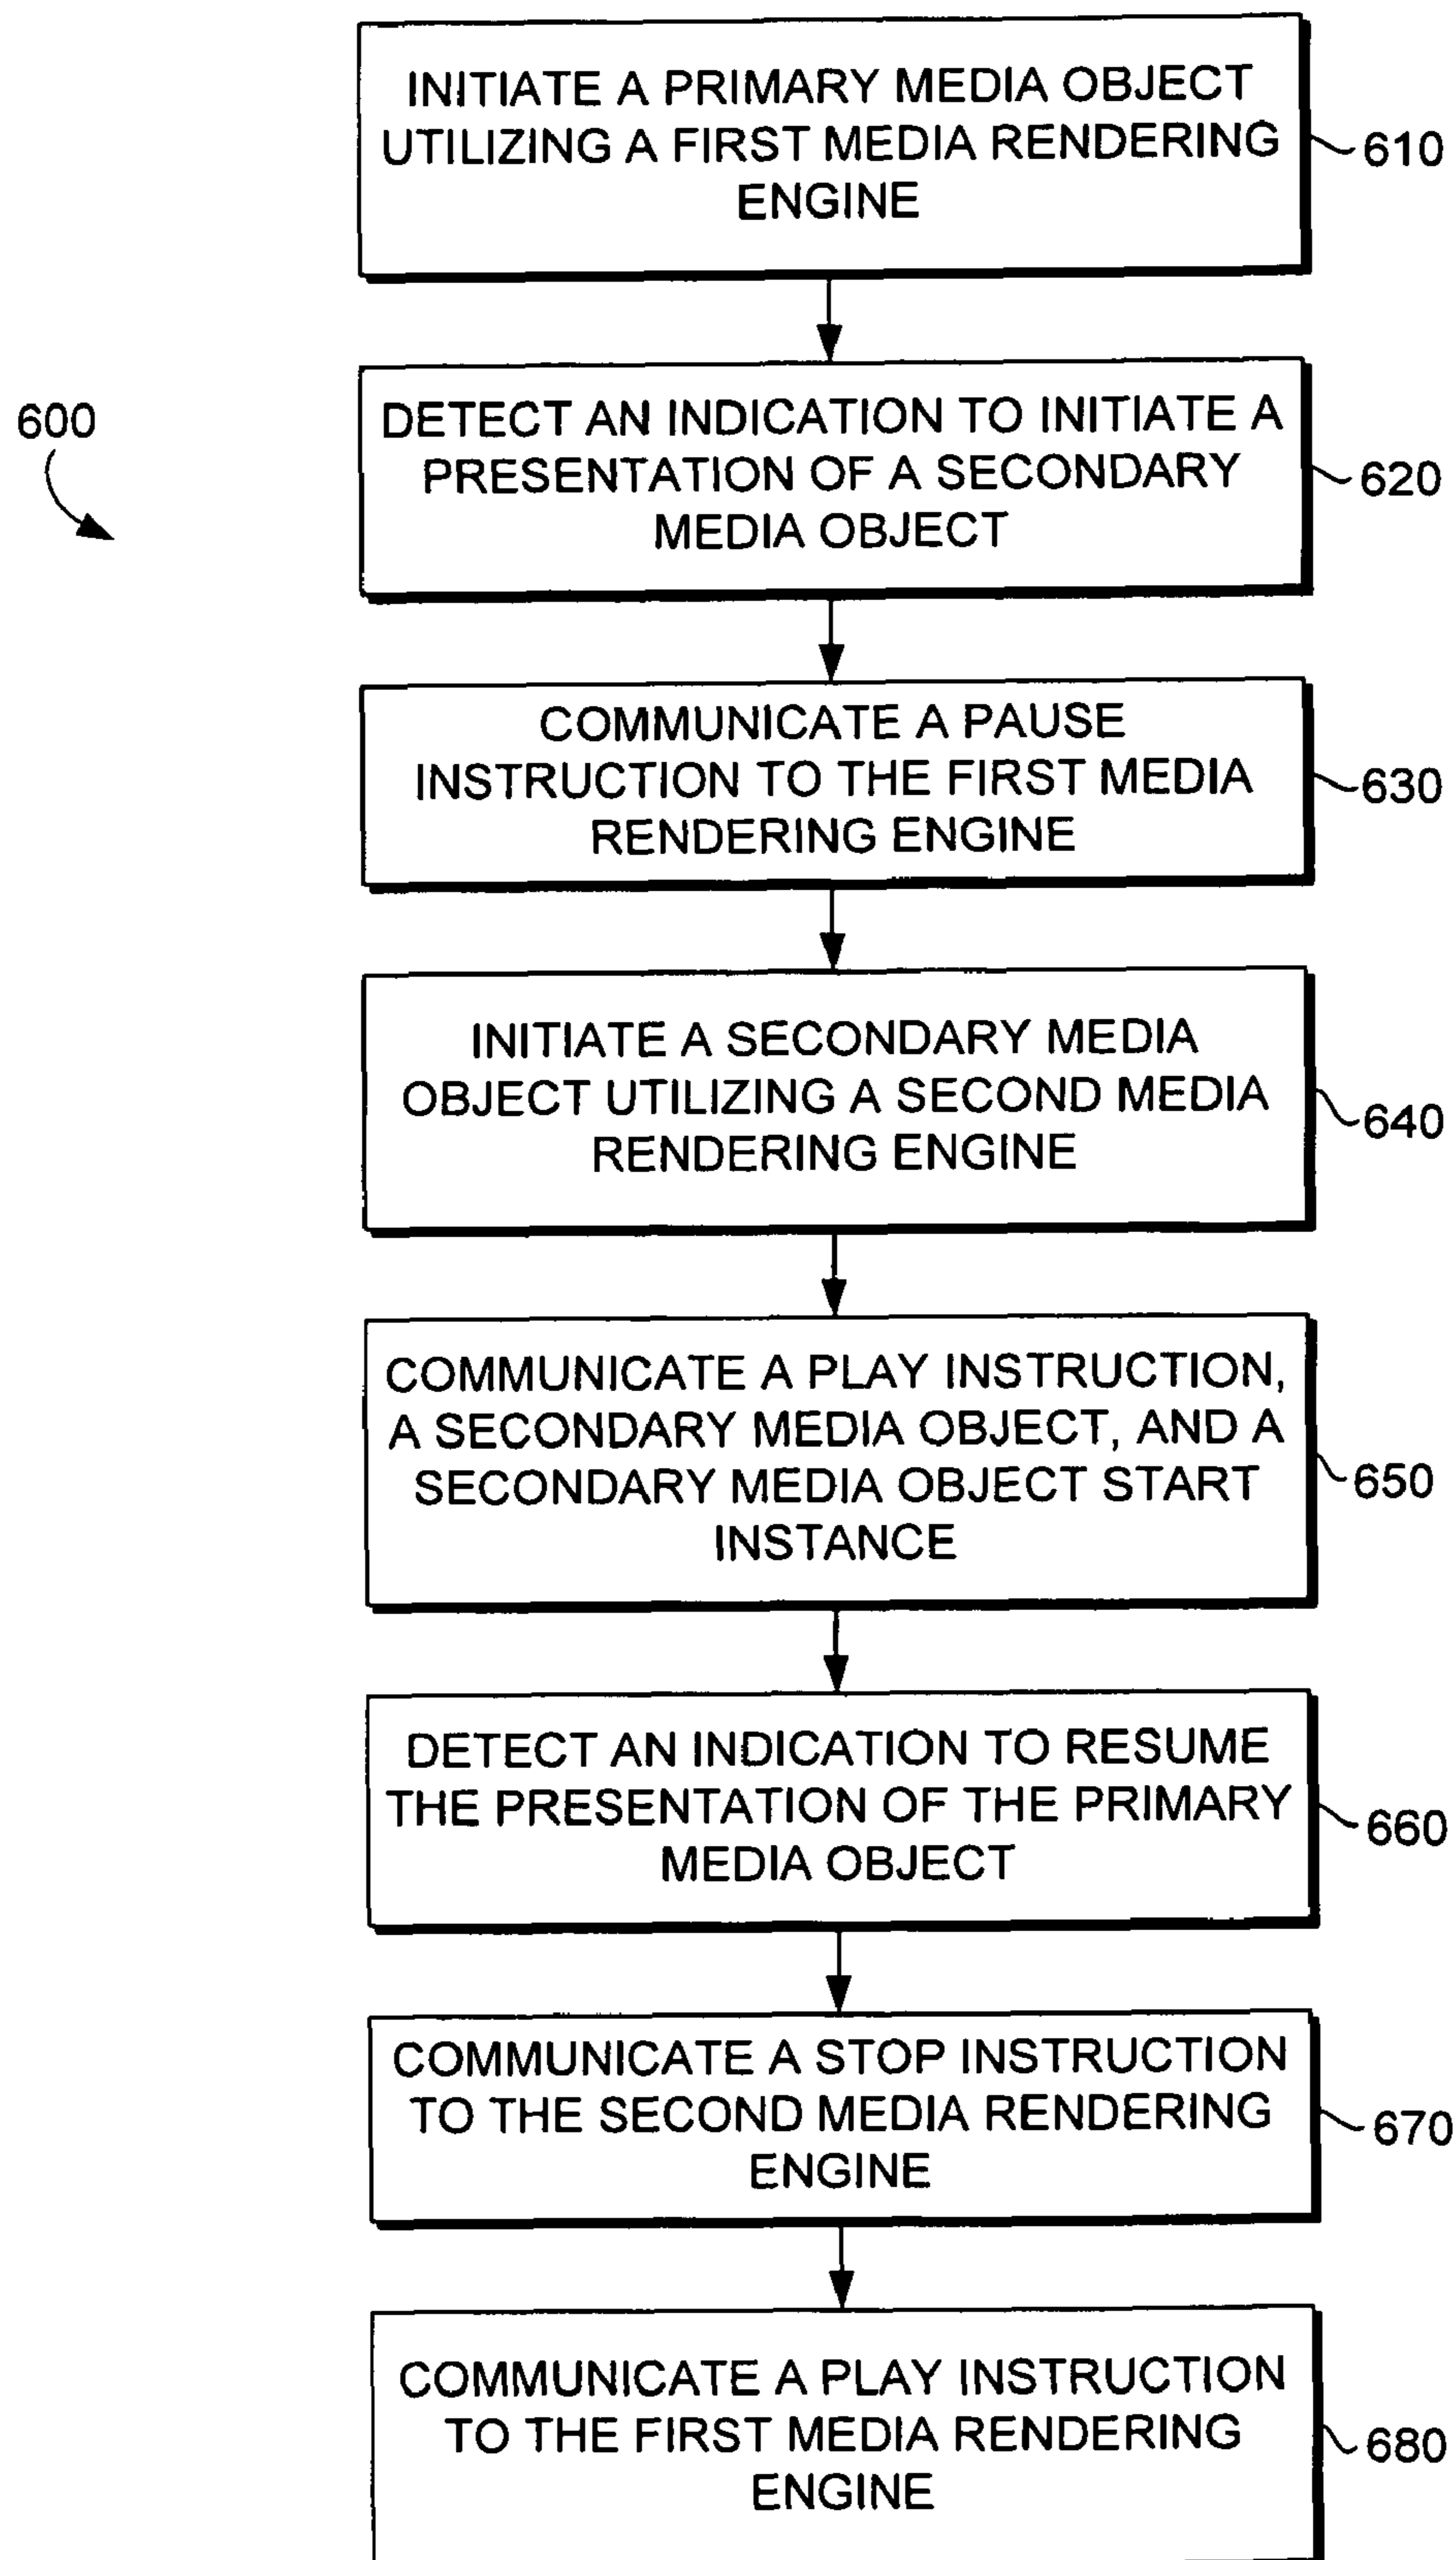 INITIATE A PRIMARY MEDIA OBJECT
UTILIZING A FIRST MEDIA RENDERING
ENGINE
610
600
DETECT AN INDICATION TO INITIATE A
PRESENTATION OF A SECONDARY
MEDIA OBJECT
620
COMMUNICATE A PAUSE
INSTRUCTION TO THE FIRST MEDIA
RENDERING ENGINE
630
INITIATE A SECONDARY MEDIA
OBJECT UTILIZING A SECOND MEDIA
RENDERING ENGINE
640
COMMUNICATE A PLAY INSTRUCTION,
A SECONDARY MEDIA OBJECT, AND A
SECONDARY MEDIA OBJECT START
INSTANCE
650
DETECT AN INDICATION TO RESUME
THE PRESENTATION OF THE PRIMARY
MEDIA OBJECT
660
COMMUNICATE A STOP INSTRUCTION
TO THE SECOND MEDIA RENDERING
ENGINE
670
COMMUNICATE A PLAY INSTRUCTION
TO THE FIRST MEDIA RENDERING
ENGINE
680